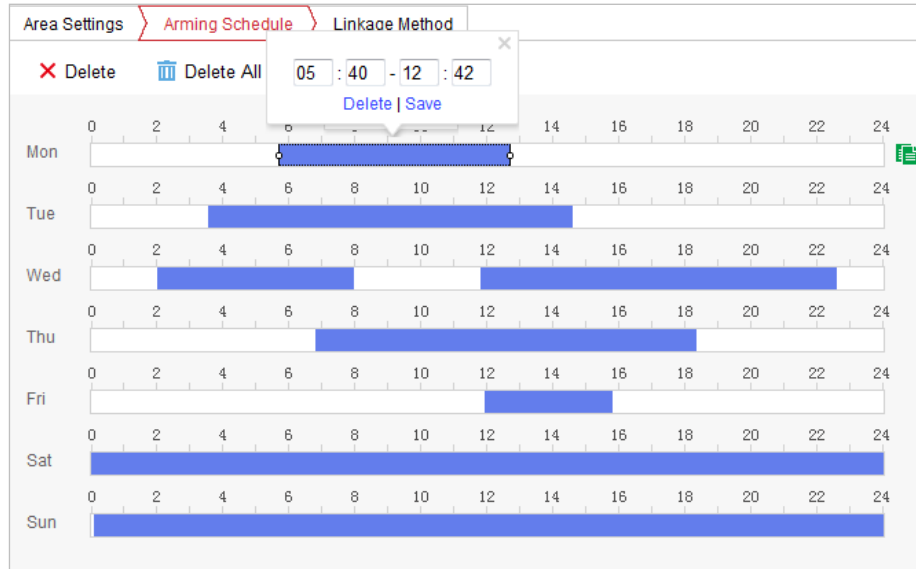 Area Settings Arming Schedule Linkage Method
×
Delete Delete All
05 : 40 - 12 : 42
Delete | Save
0 2 4 6 8 10 12 14 16 18 20 22 24
Mon
0 2 4 6 8 10 12 14 16 18 20 22 24
Tue
0 2 4 6 8 10 12 14 16 18 20 22 24
Wed
0 2 4 6 8 10 12 14 16 18 20 22 24
Thu
0 2 4 6 8 10 12 14 16 18 20 22 24
Fri
0 2 4 6 8 10 12 14 16 18 20 22 24
Sat
0 2 4 6 8 10 12 14 16 18 20 22 24
Sun